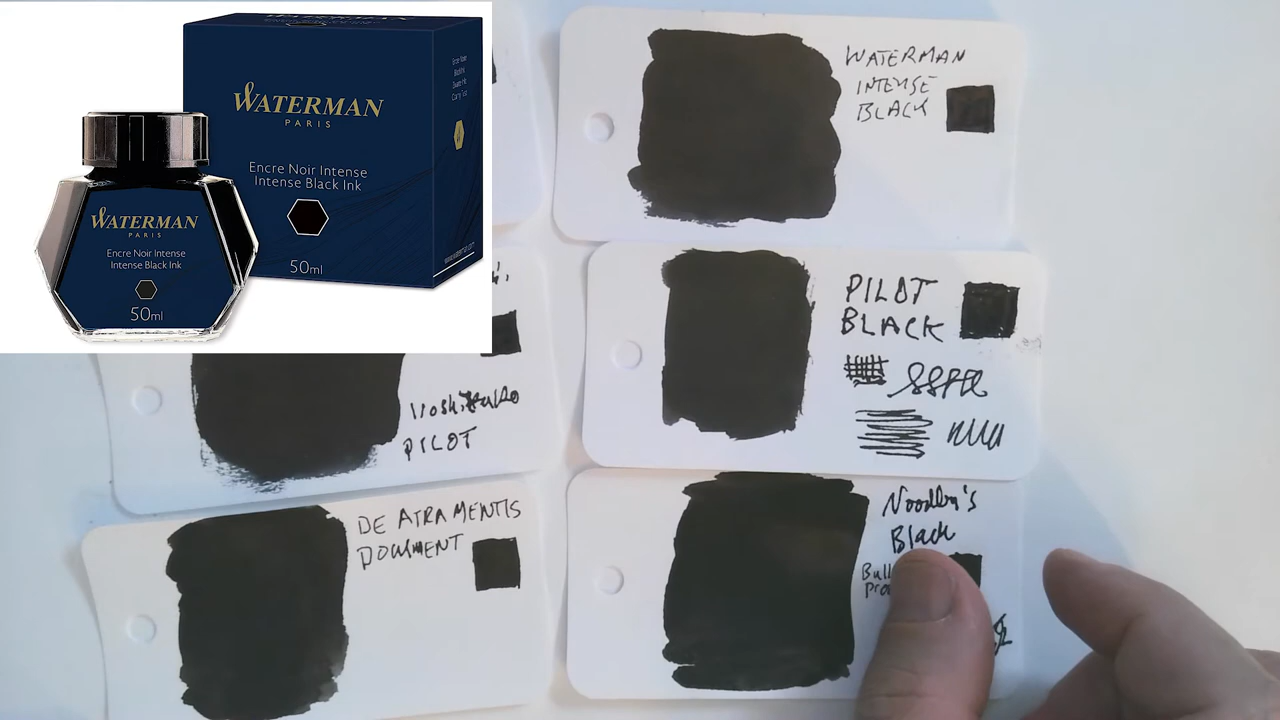 WATERMAN
PARIS
Encre Noir Intense
Intense Black Ink
50ml
WATERMAN
PARIS
Encre Noir Intense
Intense Black Ink
50ml
WATERMAN
INTENSE
BLACK
PILOT
BLACK
PILOT
DE ATRAMENTIS
DOCUMENT
Noodler's
Black